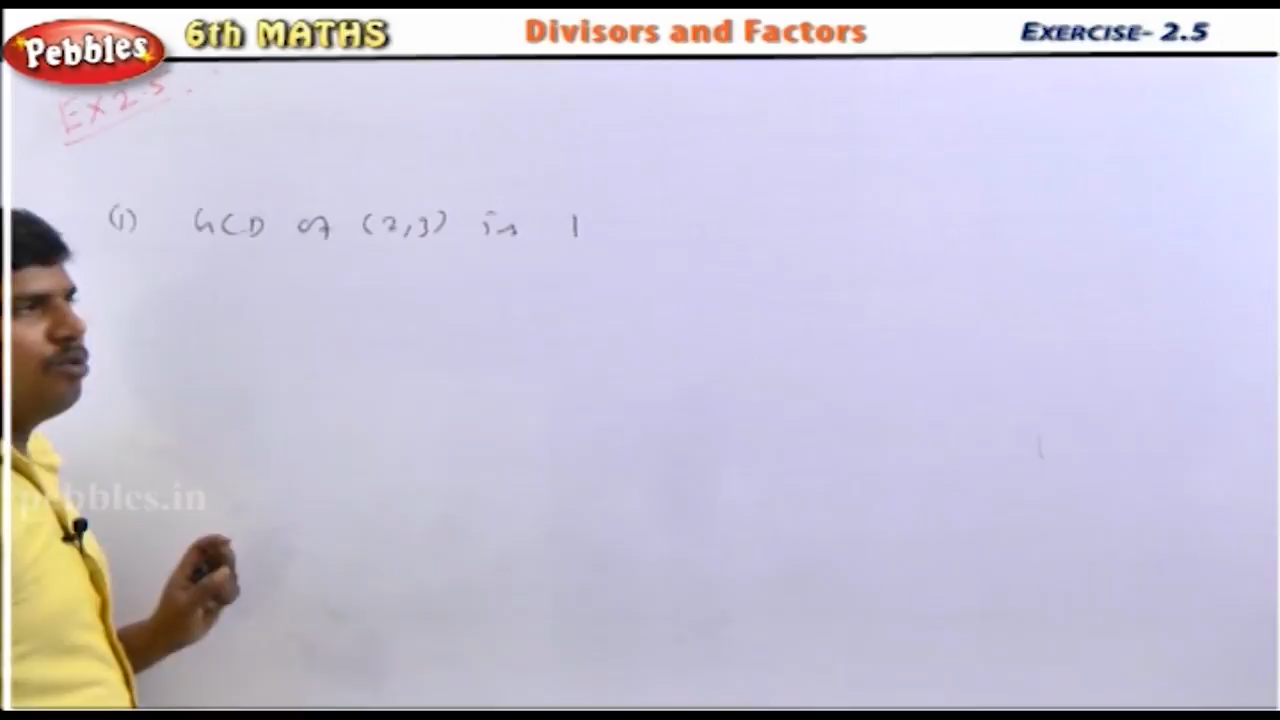 Pebbles 6th MATHS Divisors and Factors EXERCISE- 2.5
EX 2.5.
(1) GCD of (2,3) is 1
pebbles.in